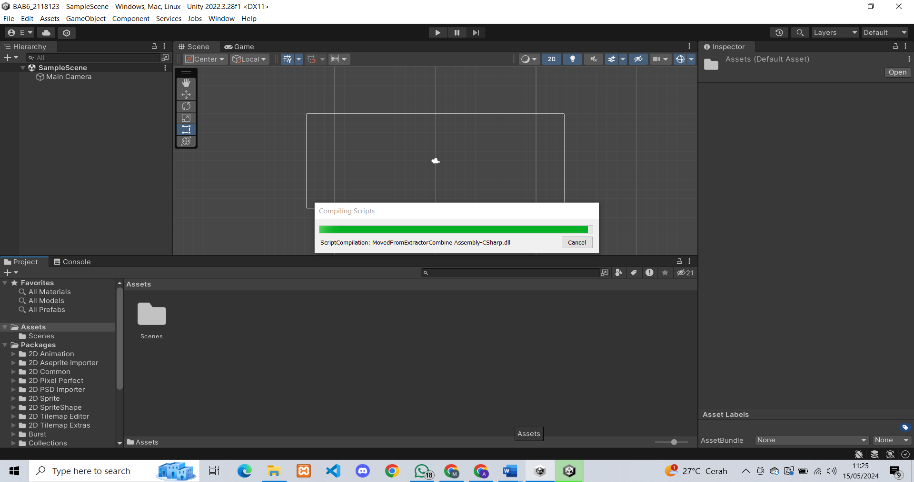 BAB6_2118123 - SampleScene - Windows, Mac, Linux - Unity 2022.3.28f1 <DX11>
File Edit Assets GameObject Component Services Jobs Window Help
E
Layers Default
Hierarchy
All
SampleScene
Main Camera
Scene Game
Center Local 2D
Inspector
Assets (Default Asset)
Open
Compiling Scripts
ScriptCompilation: MovedFromExtractorCombine Assembly-CSharp.dll
Cancel
Project Console
21
Favorites
All Materials
All Models
All Prefabs
Assets
Scenes
Packages
2D Animation
2D Aseprite Importer
2D Common
2D Pixel Perfect
2D PSD Importer
2D Sprite
2D SpriteShape
2D Tilemap Editor
2D Tilemap Extras
Burst
Collections
Assets
Scenes
Assets
Assets
Asset Labels
AssetBundle None None
Type here to search
18
27°C Cerah
11:25
15/05/2024
9